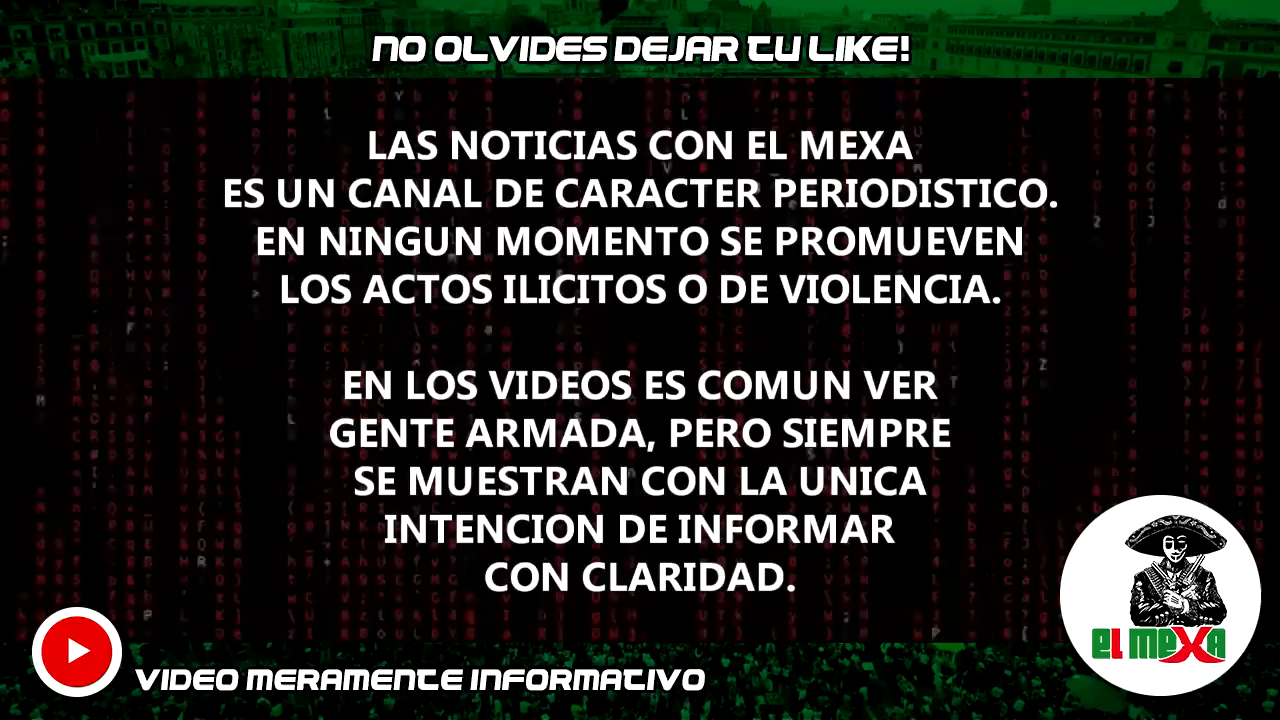 NO OLVIDES DEJAR TU LIKE!
LAS NOTICIAS CON EL MEXA
ES UN CANAL DE CARACTER PERIODISTICO.
EN NINGUN MOMENTO SE PROMUEVEN
LOS ACTOS ILICITOS O DE VIOLENCIA.
EN LOS VIDEOS ES COMUN VER
GENTE ARMADA, PERO SIEMPRE
SE MUESTRAN CON LA UNICA
INTENCION DE INFORMAR
CON CLARIDAD.
EL MEXA
VIDEO MERAMENTE INFORMATIVO